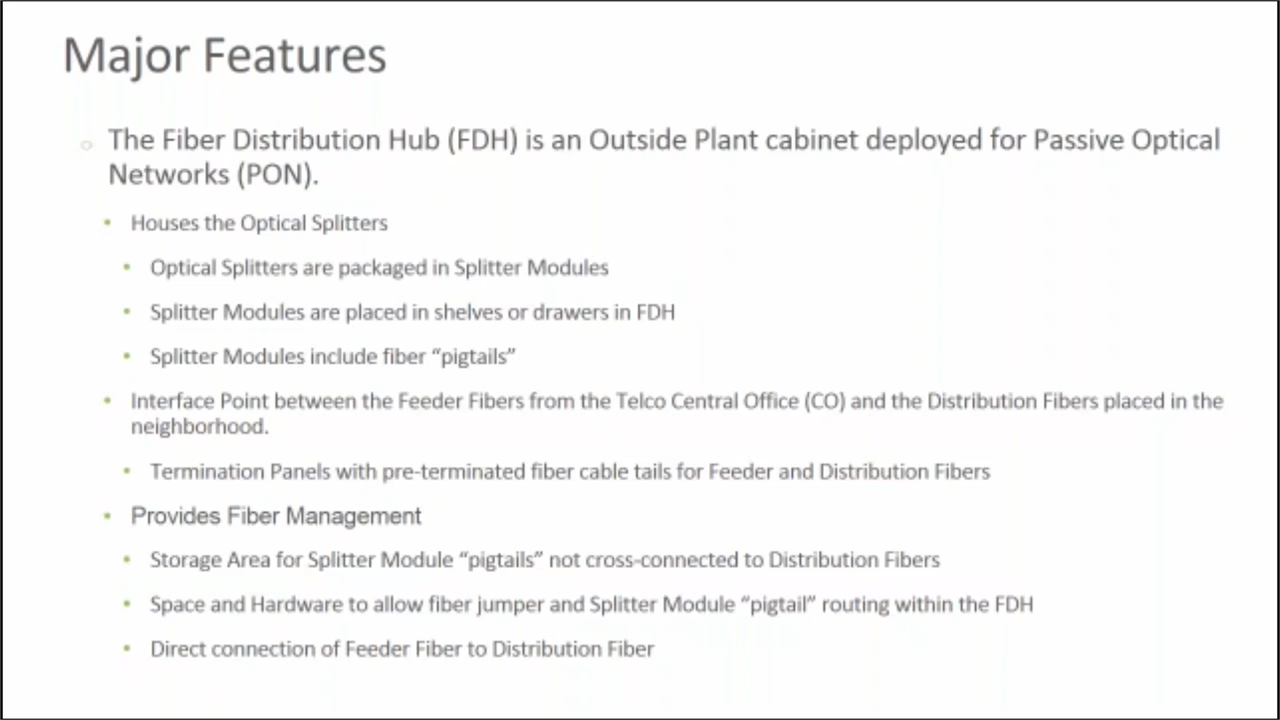 Major Features
The Fiber Distribution Hub (FDH) is an Outside Plant cabinet deployed for Passive Optical
Networks (PON).
Houses the Optical Splitters
Optical Splitters are packaged in Splitter Modules
Splitter Modules are placed in shelves or drawers in FDH
Splitter Modules include fiber “pigtails”
Interface Point between the Feeder Fibers from the Telco Central Office (CO) and the Distribution Fibers placed in the
neighborhood.
Termination Panels with pre-terminated fiber cable tails for Feeder and Distribution Fibers
Provides Fiber Management
Storage Area for Splitter Module “pigtails” not cross-connected to Distribution Fibers
Space and Hardware to allow fiber jumper and Splitter Module “pigtail” routing within the FDH
Direct connection of Feeder Fiber to Distribution Fiber